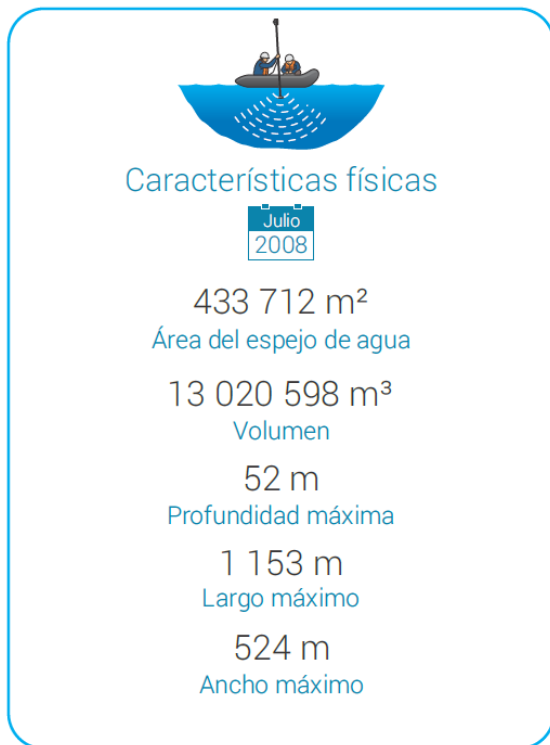 Características físicas
Julio
2008
433 712 m²
Área del espejo de agua
13 020 598 m³
Volumen
52 m
Profundidad máxima
1 153 m
Largo máximo
524 m
Ancho máximo